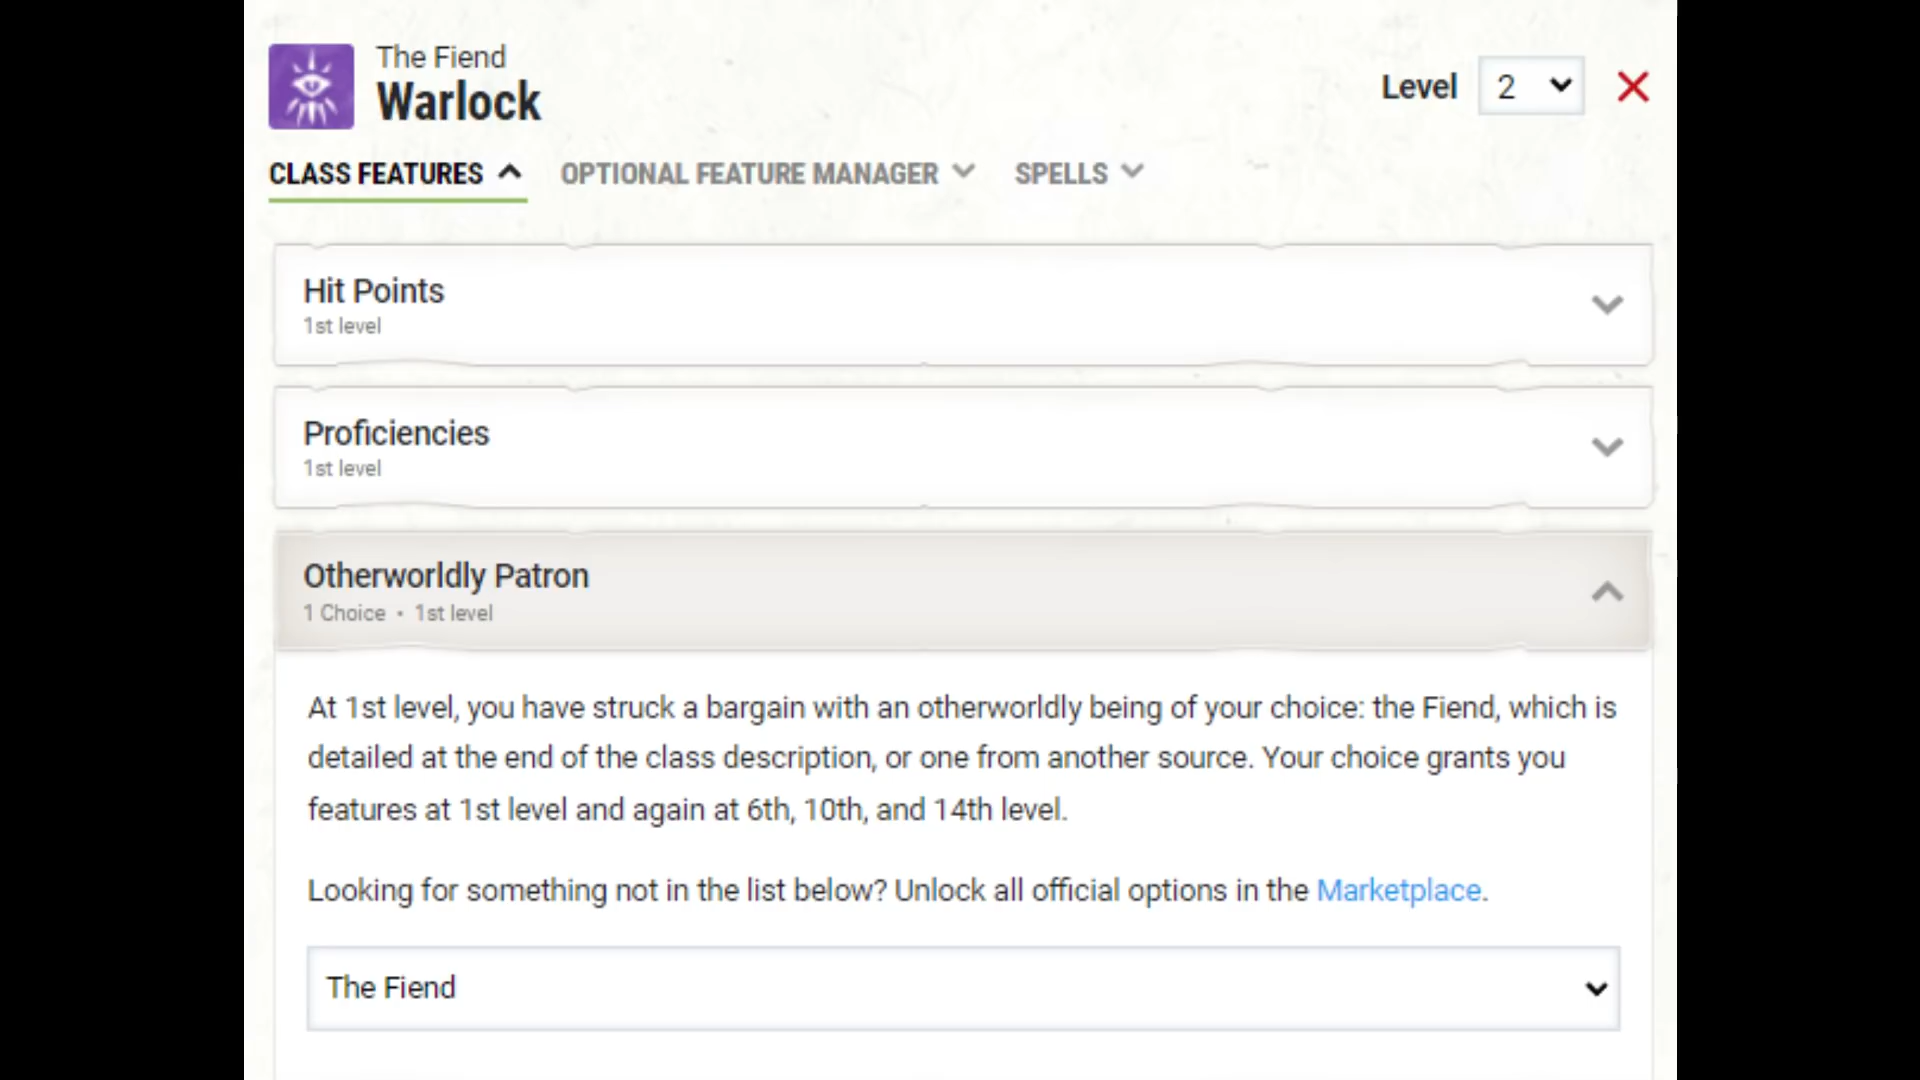 The Fiend
Warlock
Level 2
CLASS FEATURES OPTIONAL FEATURE MANAGER SPELLS
Hit Points
1st level
Proficiencies
1st level
Otherworldly Patron
1 Choice • 1st level
At 1st level, you have struck a bargain with an otherworldly being of your choice: the Fiend, which is
detailed at the end of the class description, or one from another source. Your choice grants you
features at 1st level and again at 6th, 10th, and 14th level.
Looking for something not in the list below? Unlock all official options in the Marketplace.
The Fiend